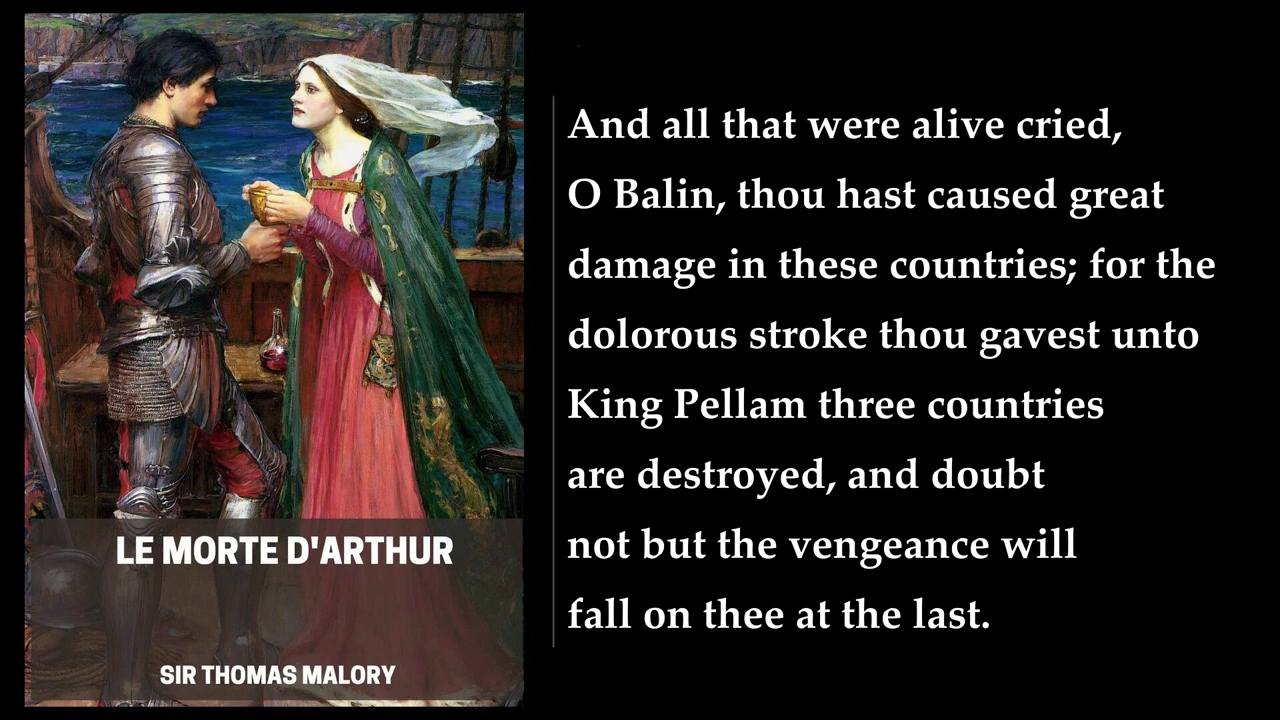 LE MORTE D'ARTHUR
SIR THOMAS MALORY
And all that were alive cried,
O Balin, thou hast caused great
damage in these countries; for the
dolorous stroke thou gavest unto
King Pellam three countries
are destroyed, and doubt
not but the vengeance will
fall on thee at the last.